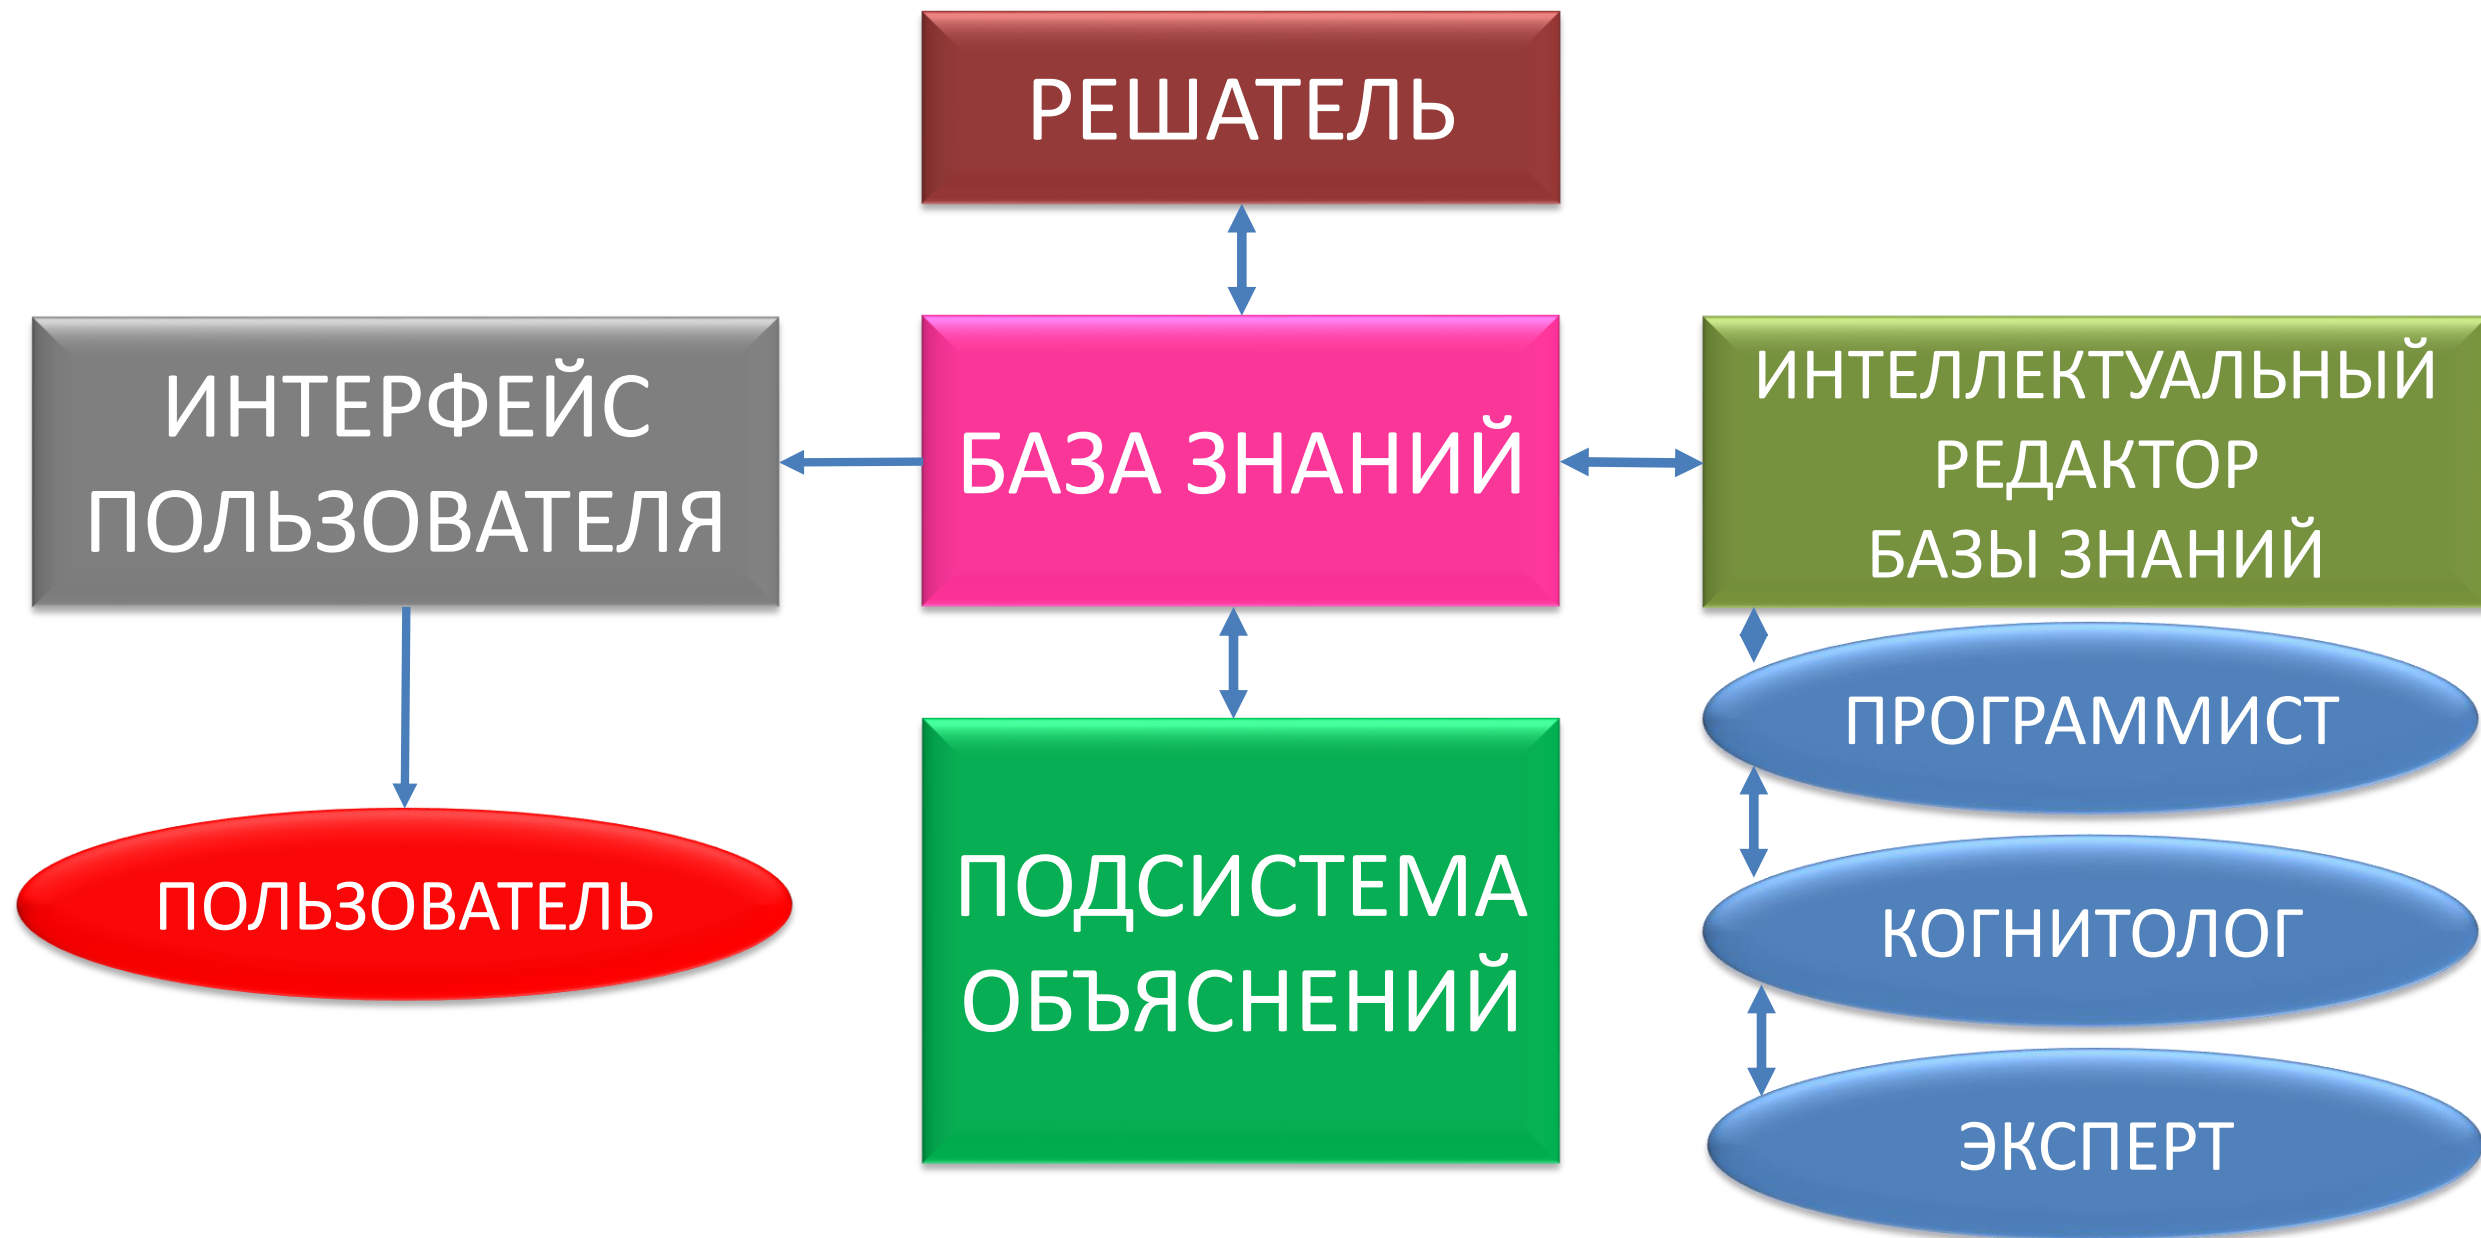 РЕШАТЕЛЬ
ИНТЕРФЕЙС
ПОЛЬЗОВАТЕЛЯ
БАЗА ЗНАНИЙ
ИНТЕЛЛЕКТУАЛЬНЫЙ
РЕДАКТОР
БАЗЫ ЗНАНИЙ
ПОЛЬЗОВАТЕЛЬ
ПОДСИСТЕМА
ОБЪЯСНЕНИЙ
ПРОГРАММИСТ
КОГНИТОЛОГ
ЭКСПЕРТ